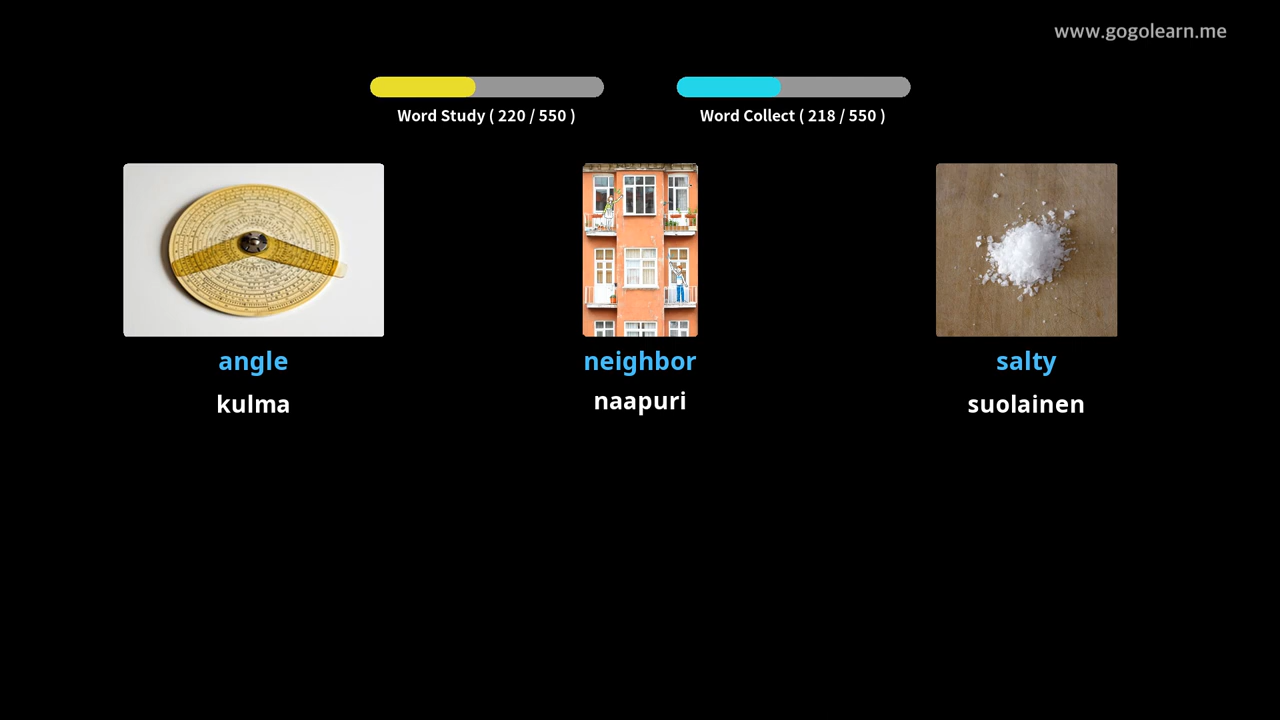 www.gogolearn.me
Word Study ( 220 / 550 )
Word Collect ( 218 / 550 )
angle
kulma
neighbor
naapuri
salty
suolainen